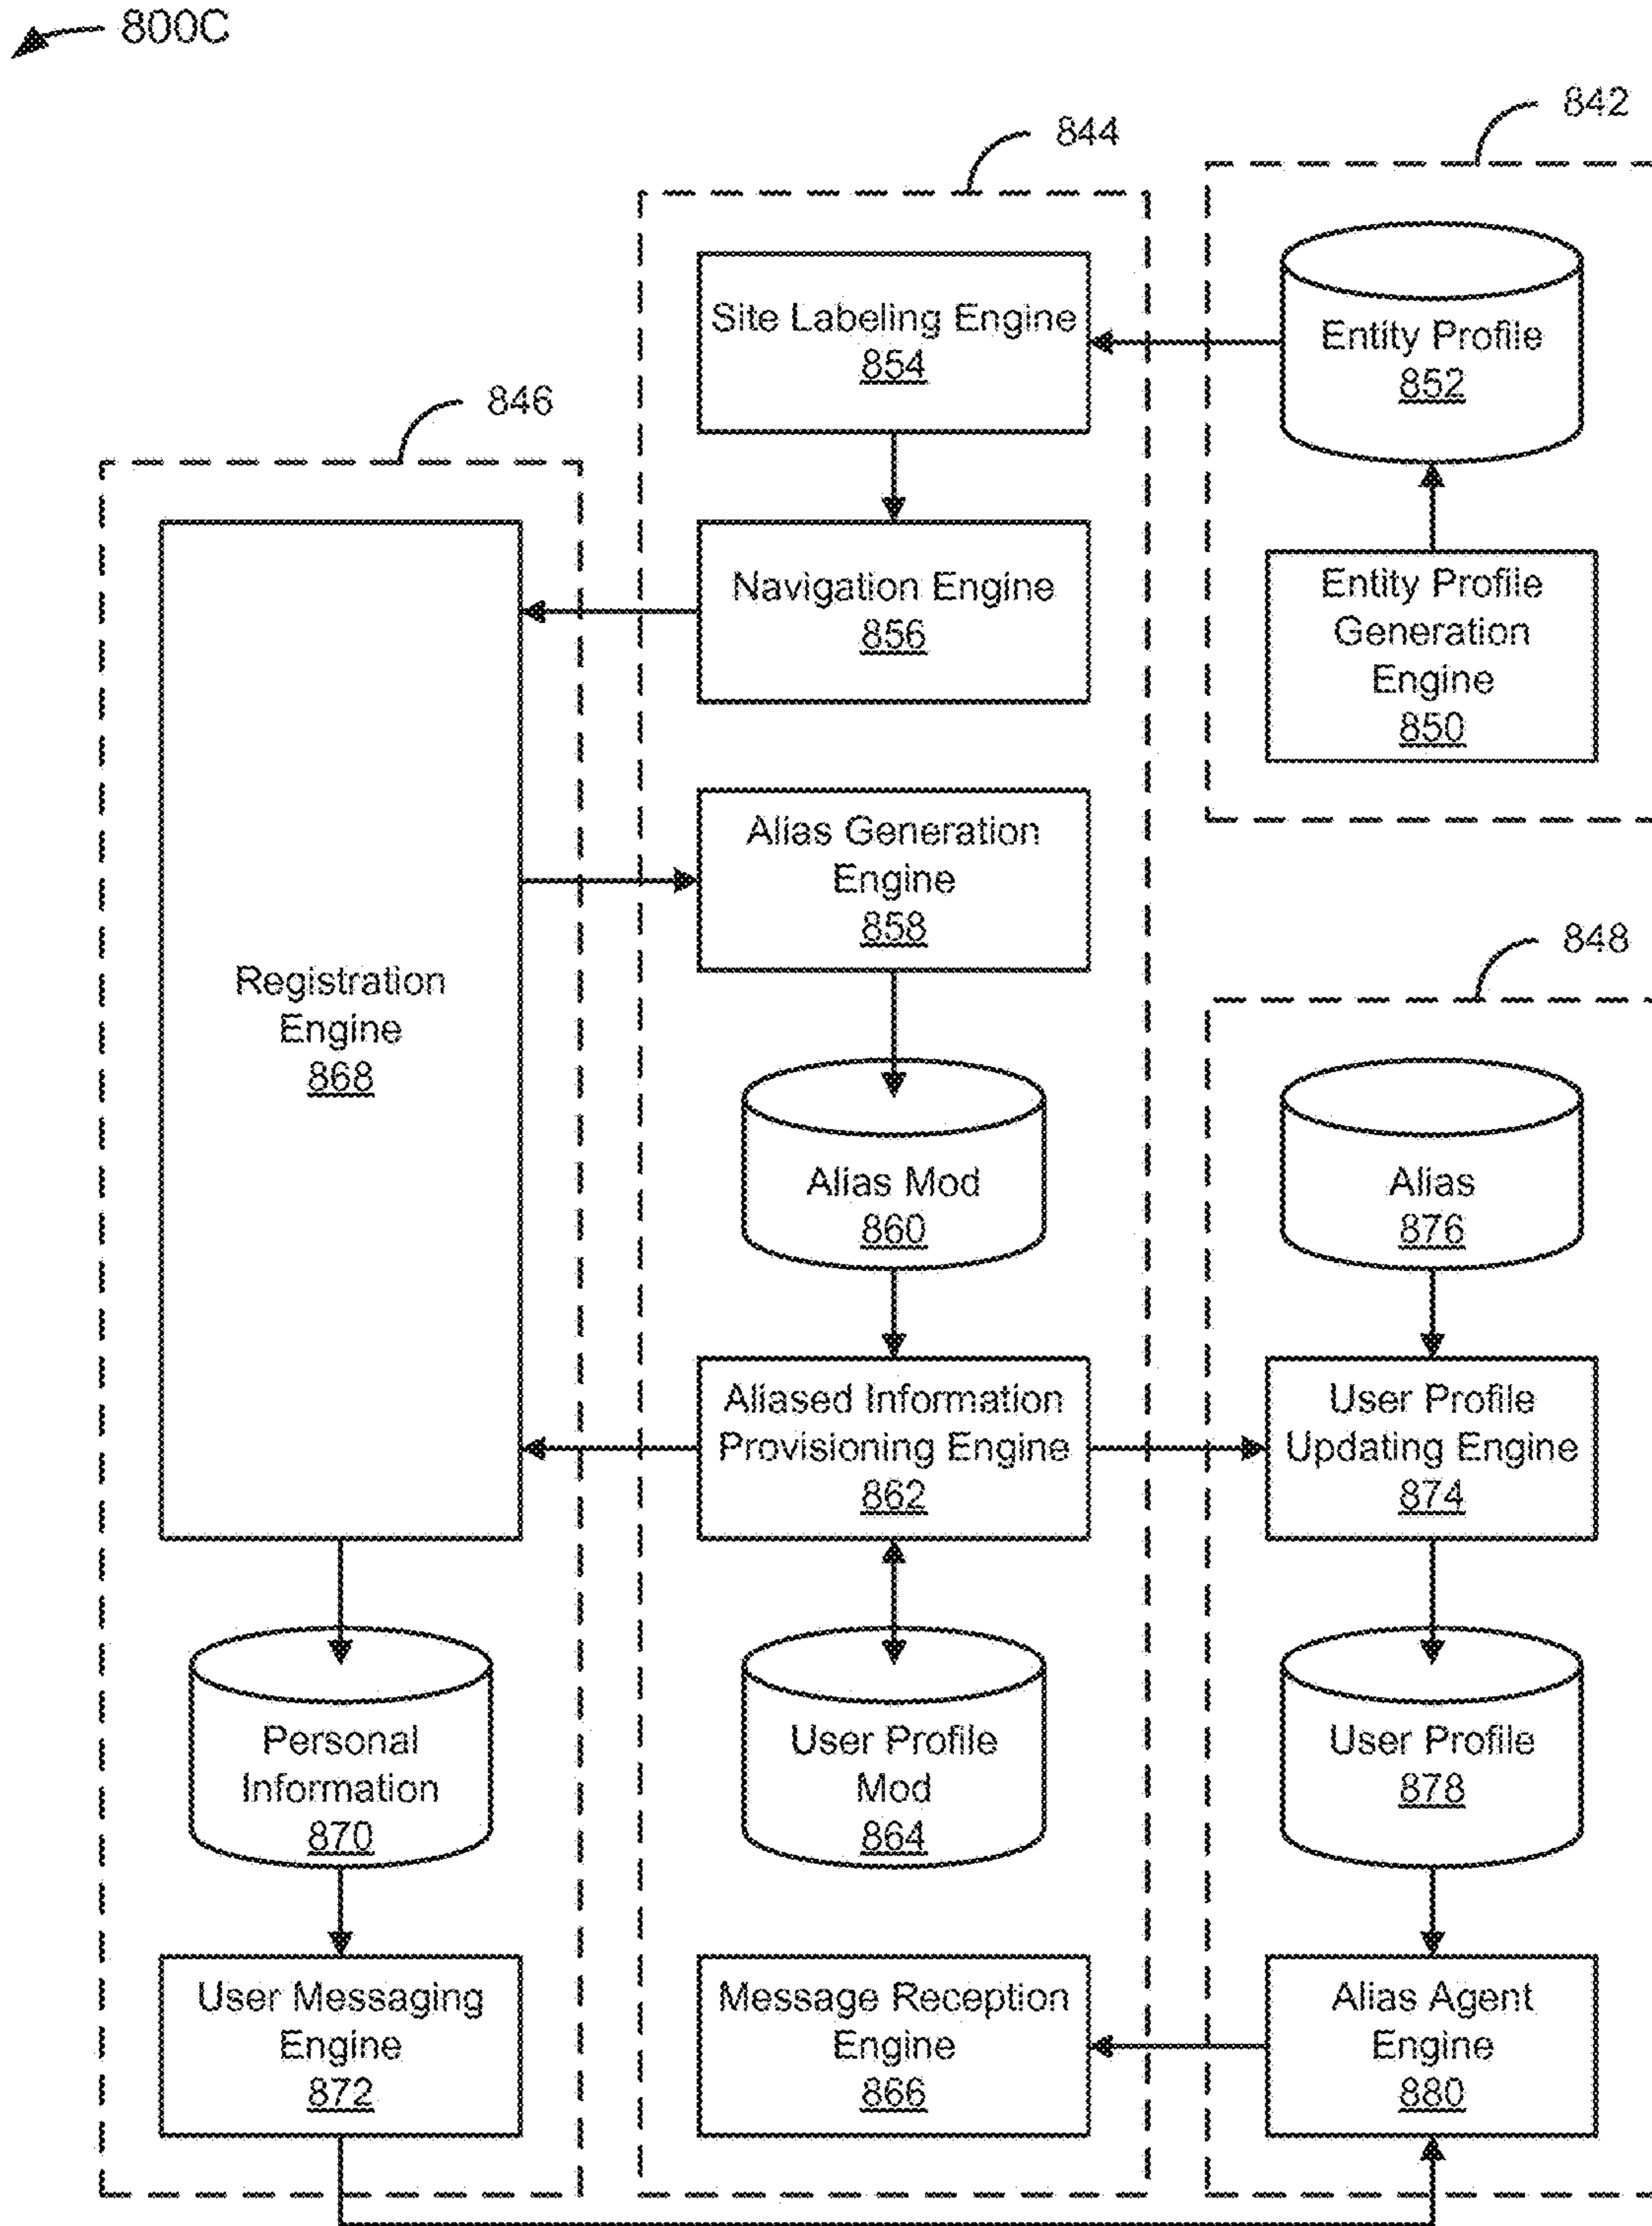 800C
842
844
Site Labeling Engine
854
Entity Profile
852
846
Navigation Engine
856
Entity Profile
Generation
Engine
850
Alias Generation
Engine
858
848
Registration
Engine
868
Alias Mod
860
Alias
876
Aliased Information
Provisioning Engine
862
User Profile
Updating Engine
874
Personal
Information
870
User Profile
Mod
864
User Profile
878
User Messaging
Engine
872
Message Reception
Engine
866
Alias Agent
Engine
880